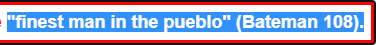 "finest man in the pueblo" (Bateman 108).